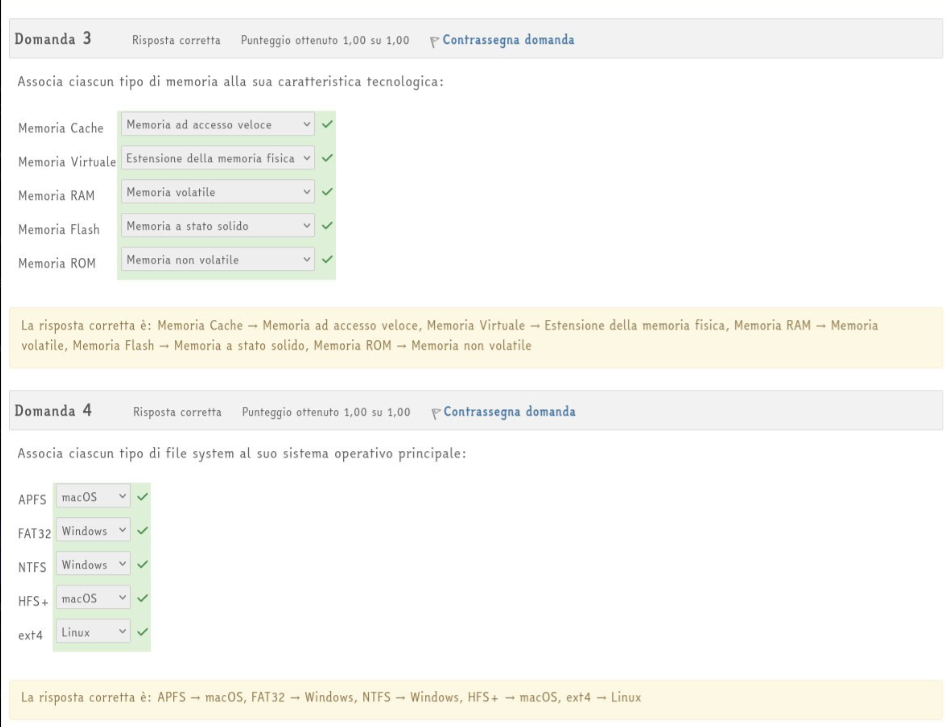 Domanda 3 Risposta corretta Punteggio ottenuto 1,00 su 1,00 Contrassegna domanda
Associa ciascun tipo di memoria alla sua caratteristica tecnologica:
Memoria Cache Memoria ad accesso veloce
Memoria Virtuale Estensione della memoria fisica
Memoria RAM Memoria volatile
Memoria Flash Memoria a stato solido
Memoria ROM Memoria non volatile
La risposta corretta è: Memoria Cache → Memoria ad accesso veloce, Memoria Virtuale → Estensione della memoria fisica, Memoria RAM → Memoria
volatile, Memoria Flash → Memoria a stato solido, Memoria ROM → Memoria non volatile
Domanda 4 Risposta corretta Punteggio ottenuto 1,00 su 1,00 Contrassegna domanda
Associa ciascun tipo di file system al suo sistema operativo principale:
APFS macOS
FAT32 Windows
NTFS Windows
HFS+ macOS
ext4 Linux
La risposta corretta è: APFS → macOS, FAT32 → Windows, NTFS → Windows, HFS+ → macOS, ext4 → Linux